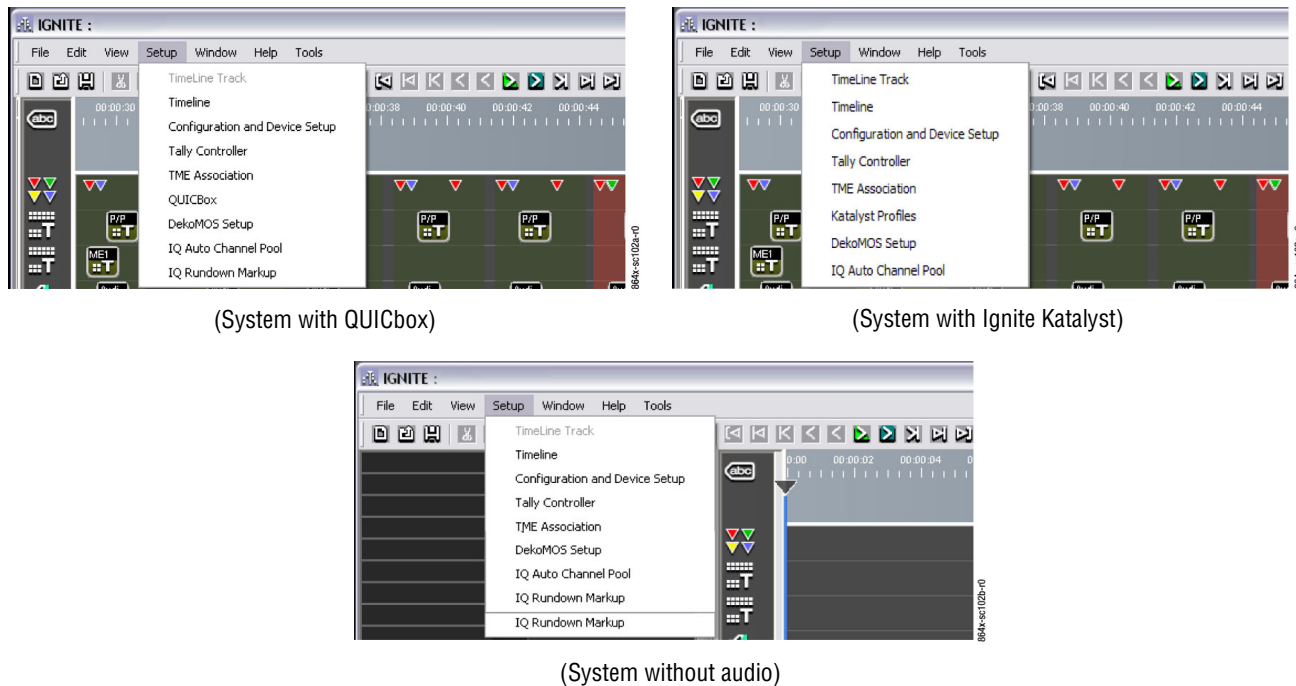 IGNITE :
File Edit View Setup Window Help Tools
TimeLine Track
Timeline
Configuration and Device Setup
Tally Controller
TME Association
QUICBox
DekoMOS Setup
IQ Auto Channel Pool
IQ Rundown Markup
abc
00:00:30
0:00:38 00:00:40 00:00:42 00:00:44
P/P
T
P/P
T
P/P
T
T
ME1
T
T
864x-sc102a-r0
(System with QUICbox)
IGNITE :
File Edit View Setup Window Help Tools
TimeLine Track
Timeline
Configuration and Device Setup
Tally Controller
TME Association
Katalyst Profiles
DekoMOS Setup
IQ Auto Channel Pool
abc
00:00:30
0:00:38 00:00:40 00:00:42 00:00:44
P/P
T
P/P
T
P/P
T
T
ME1
T
T
(System with Ignite Katalyst)
IGNITE :
File Edit View Setup Window Help Tools
TimeLine Track
Timeline
Configuration and Device Setup
Tally Controller
TME Association
DekoMOS Setup
IQ Auto Channel Pool
IQ Rundown Markup
IQ Rundown Markup
abc
0:00 00:00:02 00:00:04
T
T
864x-sc102b-r0
(System without audio)